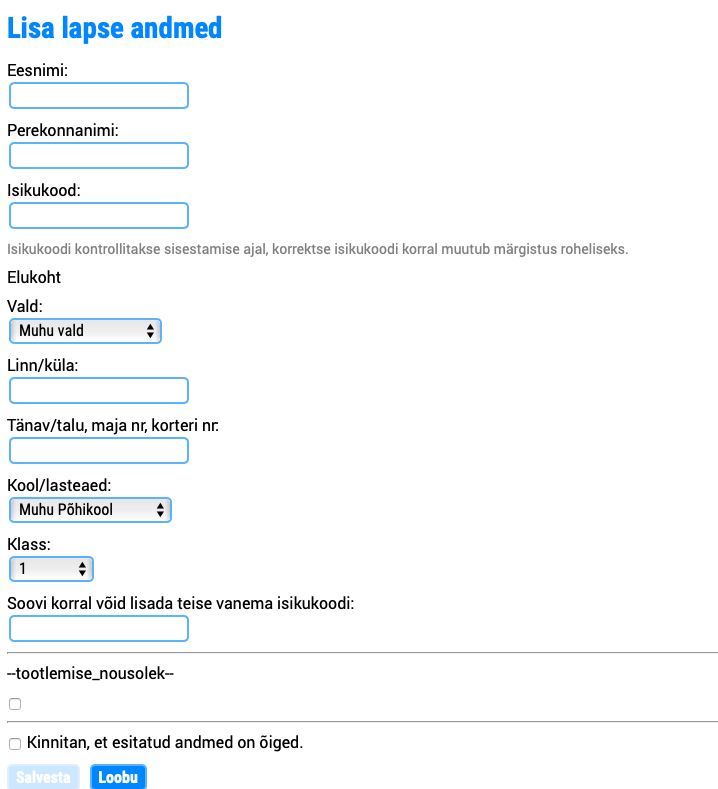 Lisa lapse andmed
Eesnimi:
Perekonnanimi:
Isikukood:
Isikukoodi kontrollitakse sisestamise ajal, korrektse isikukoodi korral muutub märgistus roheliseks.
Elukoht
Vald:
Muhu vald
Linn/küla:
Tänav/talu, maja nr, korteri nr:
Kool/lasteaed:
Muhu Põhikool
Klass:
1
Soovi korral võid lisada teise vanema isikukoodi:
--tootlemise_nousolek--
Kinnitan, et esitatud andmed on õiged.
Salvesta Loobu